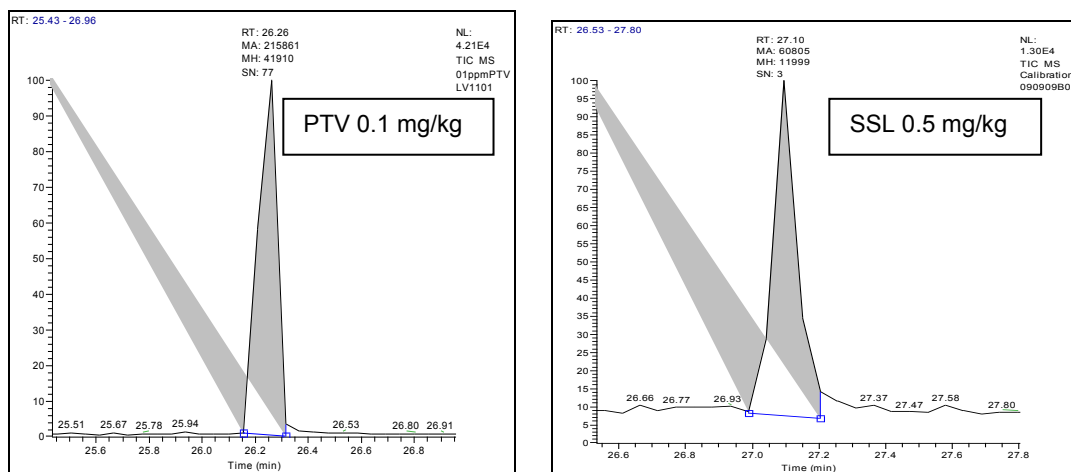 RT: 25.43 - 26.96
RT: 26.26
MA: 215861
MH: 41910
SN: 77
NL:
4.21E4
TIC MS
01ppmPTV
LV1101
PTV 0.1 mg/kg
100
90
80
70
60
50
40
30
20
10
0
25.51
25.67
25.78
25.94
26.53
26.80
26.91
25.6
25.8
26.0
26.2
26.4
26.6
26.8
Time (min)
RT: 26.53 - 27.80
RT: 27.10
MA: 60805
MH: 11999
SN: 3
NL:
1.30E4
TIC MS
Calibration
090909B0
SSL 0.5 mg/kg
100
95
90
85
80
75
70
65
60
55
50
45
40
35
30
25
20
15
10
5
0
26.66
26.77
26.93
27.37
27.47
27.58
27.80
26.6
26.8
27.0
27.2
27.4
27.6
27.8
Time (min)